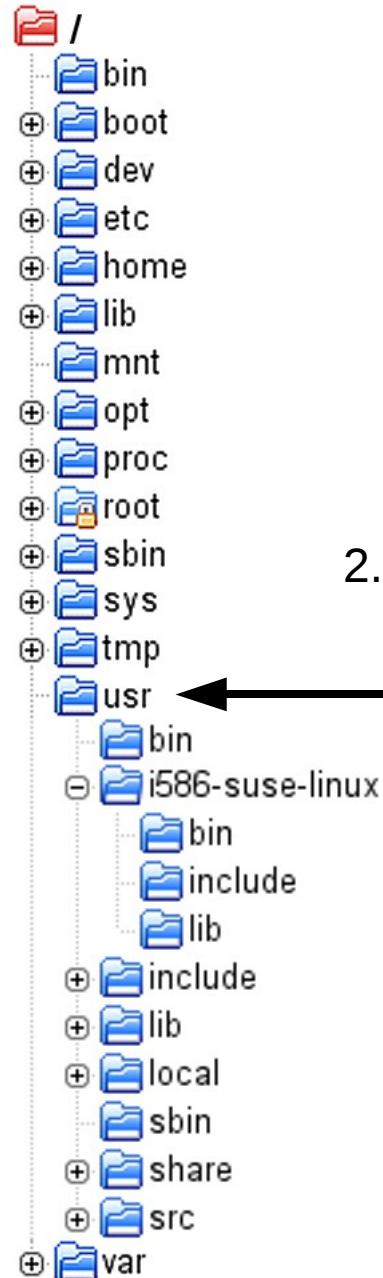 /
bin
boot
dev
etc
home
lib
mnt
opt
proc
root
sbin
2.
sys
tmp
usr
bin
i586-suse-linux
bin
include
lib
include
lib
local
sbin
share
src
var